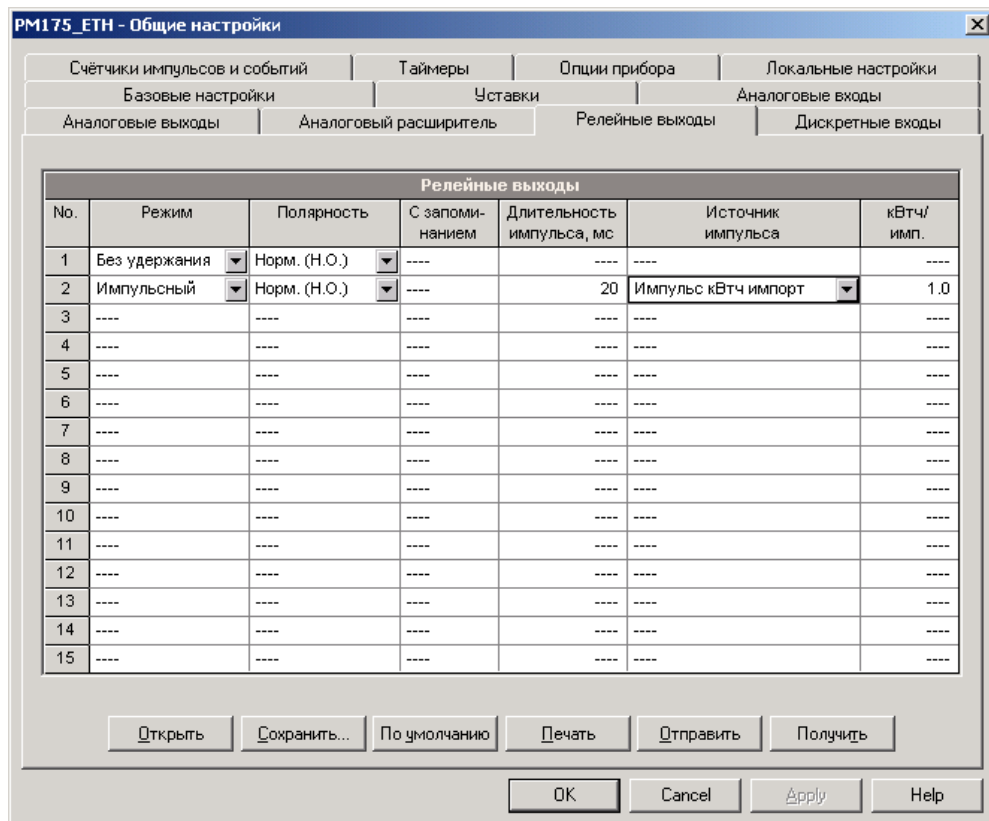 PM175_ETH - Общие настройки
Счётчики импульсов и событий Таймеры Опции прибора Локальные настройки
Базовые настройки Уставки Аналоговые входы
Аналоговые выходы Аналоговый расширитель Релейные выходы Дискретные входы
Релейные выходы
No. Режим Полярность С запоми- Длительность Источник кВтч/
нанием импульса, мс импульса имп.
1 Без удержания Норм. (Н.О.) ---- ---- ---- ----
2 Импульсный Норм. (Н.О.) ---- 20 Импульс кВтч импорт 1.0
3 ---- ---- ---- ---- ---- ----
4 ---- ---- ---- ---- ---- ----
5 ---- ---- ---- ---- ---- ----
6 ---- ---- ---- ---- ---- ----
7 ---- ---- ---- ---- ---- ----
8 ---- ---- ---- ---- ---- ----
9 ---- ---- ---- ---- ---- ----
10 ---- ---- ---- ---- ---- ----
11 ---- ---- ---- ---- ---- ----
12 ---- ---- ---- ---- ---- ----
13 ---- ---- ---- ---- ---- ----
14 ---- ---- ---- ---- ---- ----
15 ---- ---- ---- ---- ---- ----
Открыть Сохранить... По умолчанию Печать Отправить Получить
OK Cancel Apply Help